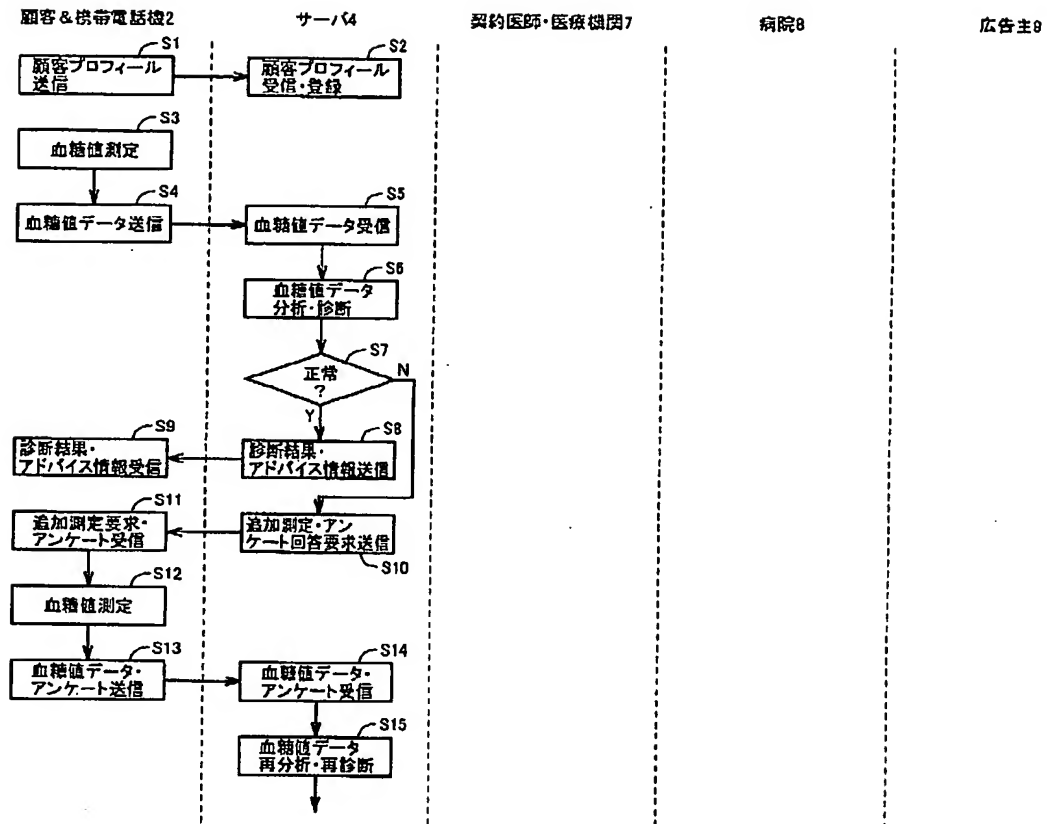 顧客&携帯電話機2
サーバ4
契約医師・医療機関7
病院8
広告主9
S1
顧客プロフィール
送信
S2
顧客プロフィール
受信・登録
S3
血糖値測定
S4
血糖値データ送信
S5
血糖値データ受信
S6
血糖値データ
分析・診断
S7
正常
?
N
Y
S9
診断結果・
アドバイス情報受信
S8
診断結果・
アドバイス情報送信
S11
追加測定要求・
アンケート受信
追加測定・アン
ケート回答要求送信
S10
S12
血糖値測定
S13
血糖値データ・
アンケート送信
S14
血糖値データ・
アンケート受信
S15
血糖値データ
再分析・再診断